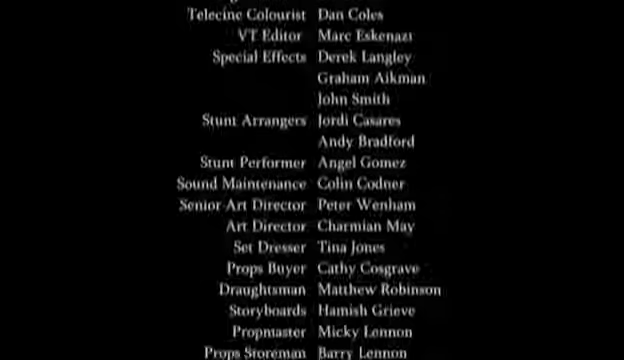 Telecine Colourist Dan Coles
VT Editor Marc Eskenazi
Special Effects Derek Langley
Graham Aikman
John Smith
Stunt Arrangers Jordi Casares
Andy Bradford
Stunt Performer Angel Gomez
Sound Maintenance Colin Codner
Senior Art Director Peter Wenham
Art Director Charmian May
Set Dresser Tina Jones
Props Buyer Cathy Cosgrave
Draughtsman Matthew Robinson
Storyboards Hamish Grieve
Propmaster Micky Lennon
Props Storeman Barry Lennon